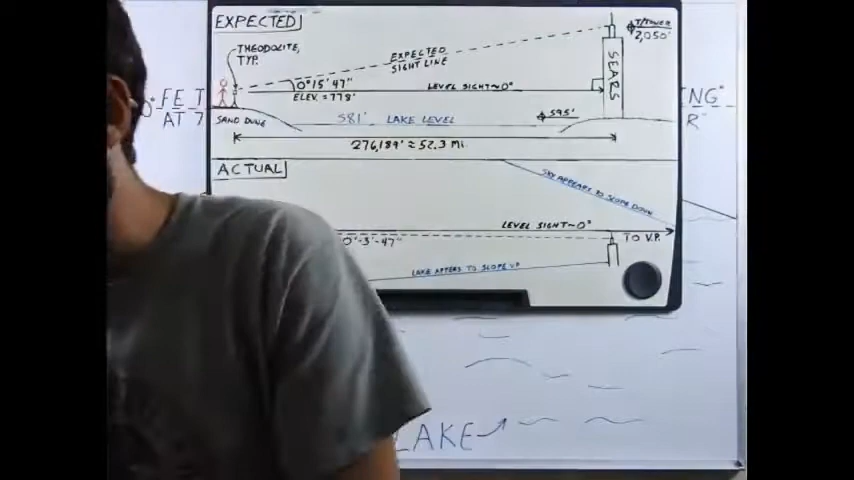 EXPECTED
T/TOWER
2,050'
THEODOLITE,
TYP.
EXPECTED
SIGHT LINE
0°15'47"
LEVEL SIGHT~0°
ELEV. = 778'
SEARS
SAND DUNE
581' LAKE LEVEL
595'
276,189' ≈ 52.3 MI.
ACTUAL
SKY APPEARS TO SLOPE DOWN
LEVEL SIGHT~0°
0°-3'-47"
TO V.P.
LAKE APPEARS TO SLOPE UP
LAKE